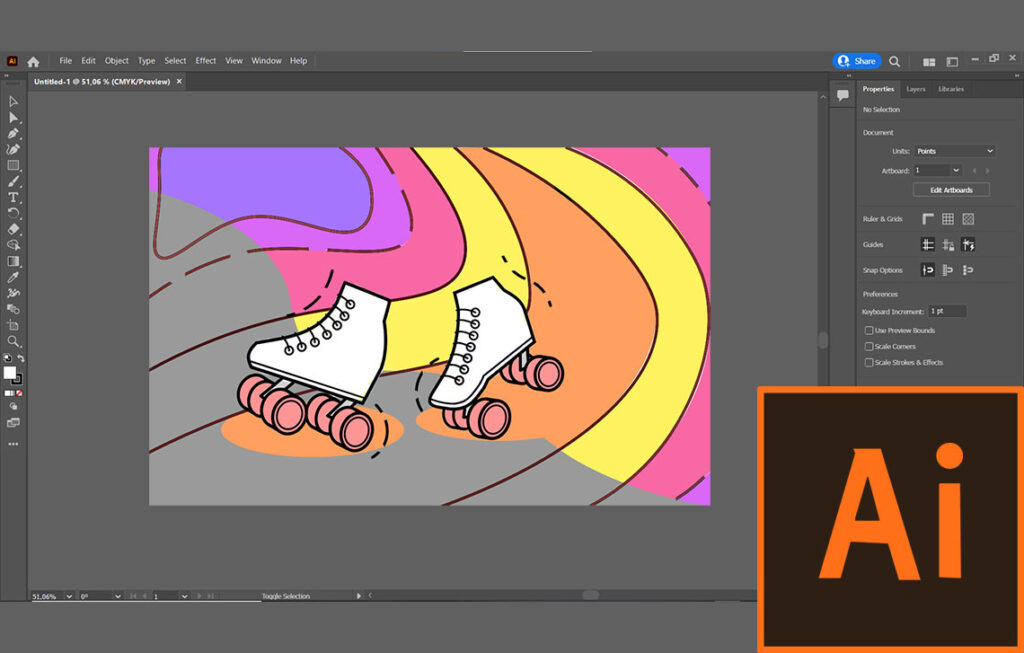 Ai File Edit Object Type Select Effect View Window Help Share
Untitled-1 @ 51,06 % (CMYK/Preview) ×
Properties Layers Libraries
No Selection
Document
Units: Points
Artboard: 1
Edit Artboards
Ruler & Grids
Guides
Snap Options
Preferences
Keyboard Increment: 1 pt
Use Preview Bounds
Scale Corners
Scale Strokes & Effects
51,06% 0° 1 Toggle Selection
Ai